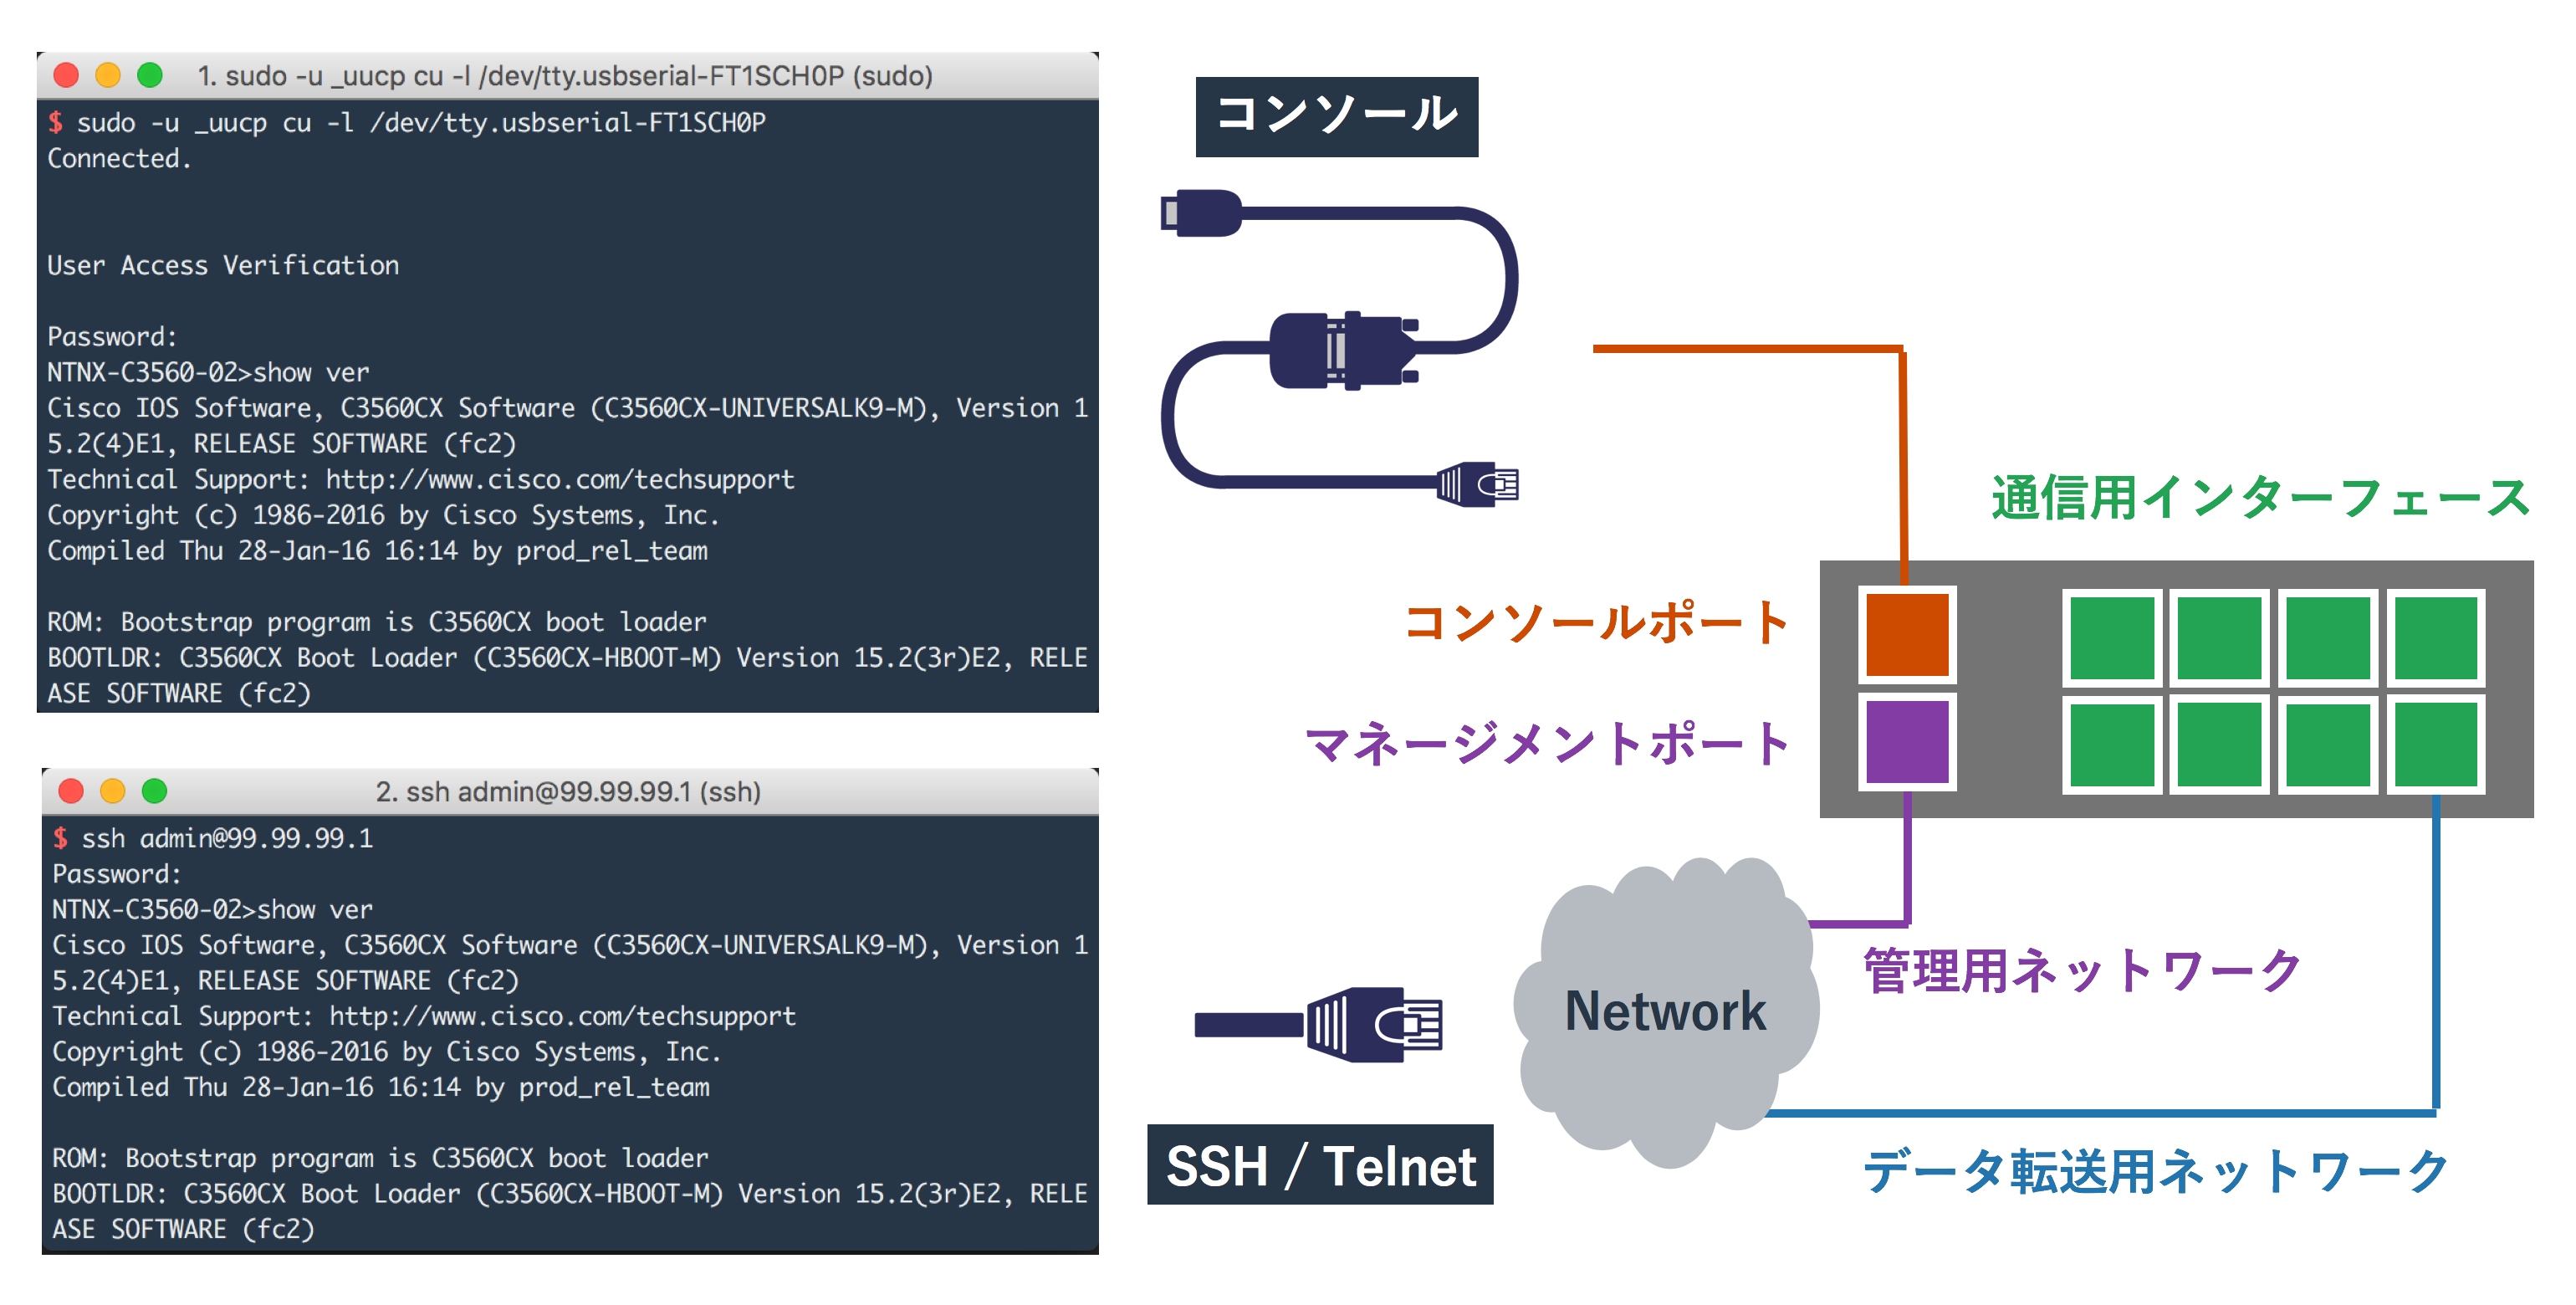 1. sudo -u _uucp cu -l /dev/tty.usbserial-FT1SCH0P (sudo)
$ sudo -u _uucp cu -l /dev/tty.usbserial-FT1SCH0P
Connected.
User Access Verification
Password:
NTNX-C3560-02>show ver
Cisco IOS Software, C3560CX Software (C3560CX-UNIVERSALK9-M), Version 1
5.2(4)E1, RELEASE SOFTWARE (fc2)
Technical Support: http://www.cisco.com/techsupport
Copyright (c) 1986-2016 by Cisco Systems, Inc.
Compiled Thu 28-Jan-16 16:14 by prod_rel_team
ROM: Bootstrap program is C3560CX boot loader
BOOTLDR: C3560CX Boot Loader (C3560CX-HBOOT-M) Version 15.2(3r)E2, RELE
ASE SOFTWARE (fc2)
2. ssh admin@99.99.99.1 (ssh)
$ ssh admin@99.99.99.1
Password:
NTNX-C3560-02>show ver
Cisco IOS Software, C3560CX Software (C3560CX-UNIVERSALK9-M), Version 1
5.2(4)E1, RELEASE SOFTWARE (fc2)
Technical Support: http://www.cisco.com/techsupport
Copyright (c) 1986-2016 by Cisco Systems, Inc.
Compiled Thu 28-Jan-16 16:14 by prod_rel_team
ROM: Bootstrap program is C3560CX boot loader
BOOTLDR: C3560CX Boot Loader (C3560CX-HBOOT-M) Version 15.2(3r)E2, RELE
ASE SOFTWARE (fc2)
コンソール
通信用インターフェース
コンソールポート
マネージメントポート
管理用ネットワーク
Network
SSH / Telnet
データ転送用ネットワーク